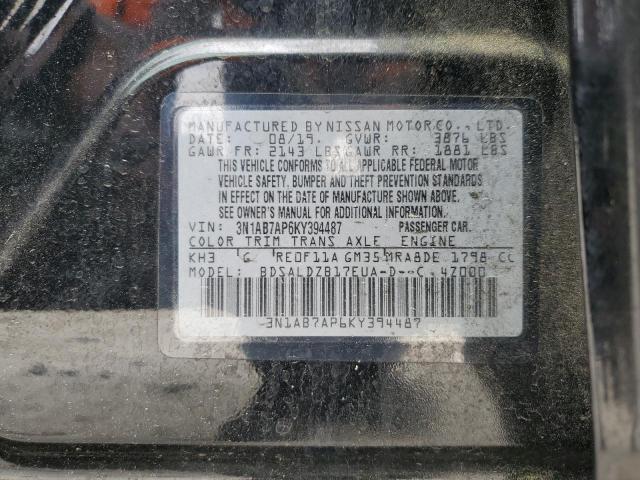 MANUFACTURED BY NISSAN MOTOR CO., LTD.
DATE: 08/19. GVWR: 3876 LBS
GAWR FR: 2143 LBS GAWR RR: 1881 LBS
THIS VEHICLE CONFORMS TO ALL APPLICABLE FEDERAL MOTOR
VEHICLE SAFETY, BUMPER AND THEFT PREVENTION STANDARDS
IN EFFECT ON THE DATE OF MANUFACTURE SHOWN ABOVE.
SEE OWNER'S MANUAL FOR ADDITIONAL INFORMATION.
VIN: 3N1AB7AP6KY394487 PASSENGER CAR.
COLOR TRIM TRANS AXLE ENGINE
KH3 G RE0F11A GM35 MRA8DE 1798 CC
MODEL: BDSALDZB17EUA-D--C 4Z000
3N1AB7AP6KY394487